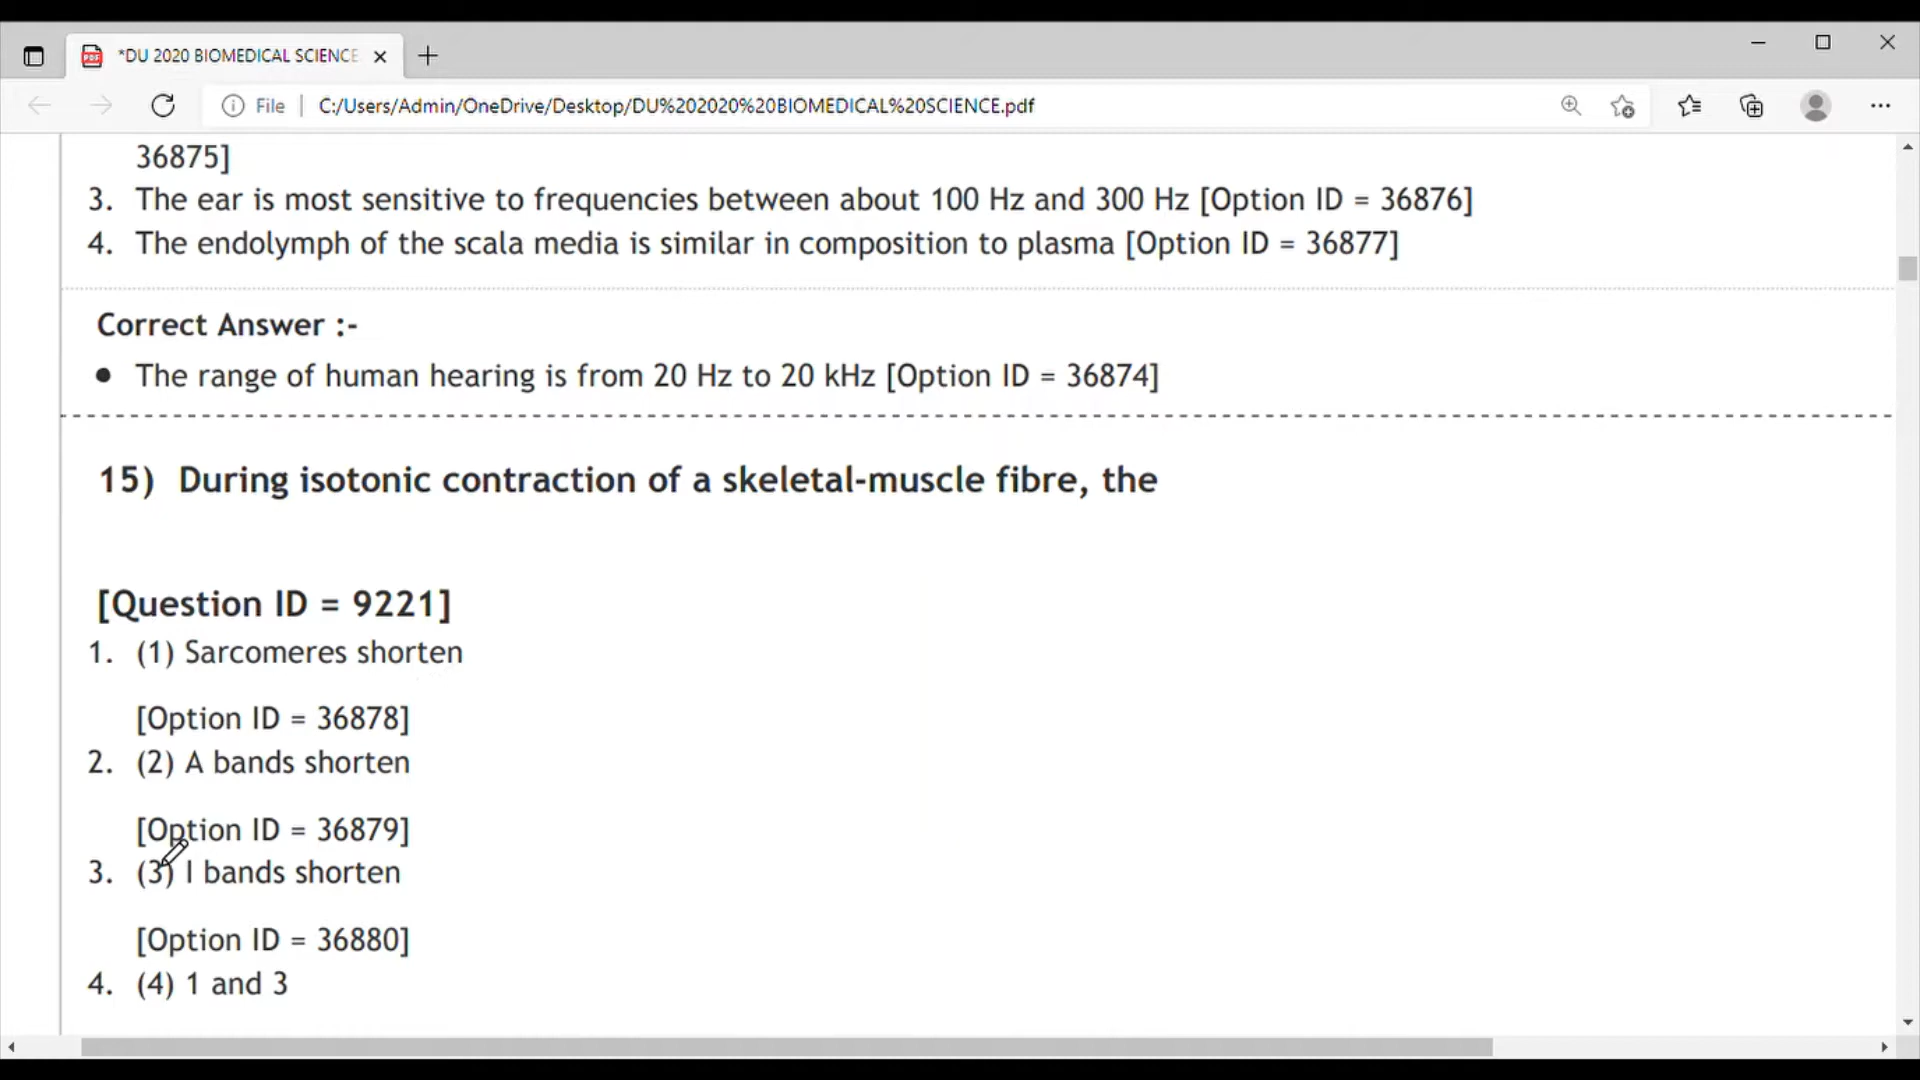 *DU 2020 BIOMEDICAL SCIENCE
File C:/Users/Admin/OneDrive/Desktop/DU%202020%20BIOMEDICAL%20SCIENCE.pdf
36875]
3. The ear is most sensitive to frequencies between about 100 Hz and 300 Hz [Option ID = 36876]
4. The endolymph of the scala media is similar in composition to plasma [Option ID = 36877]
Correct Answer :-
• The range of human hearing is from 20 Hz to 20 kHz [Option ID = 36874]
15) During isotonic contraction of a skeletal-muscle fibre, the
[Question ID = 9221]
1. (1) Sarcomeres shorten
[Option ID = 36878]
2. (2) A bands shorten
[Option ID = 36879]
3. (3) I bands shorten
[Option ID = 36880]
4. (4) 1 and 3